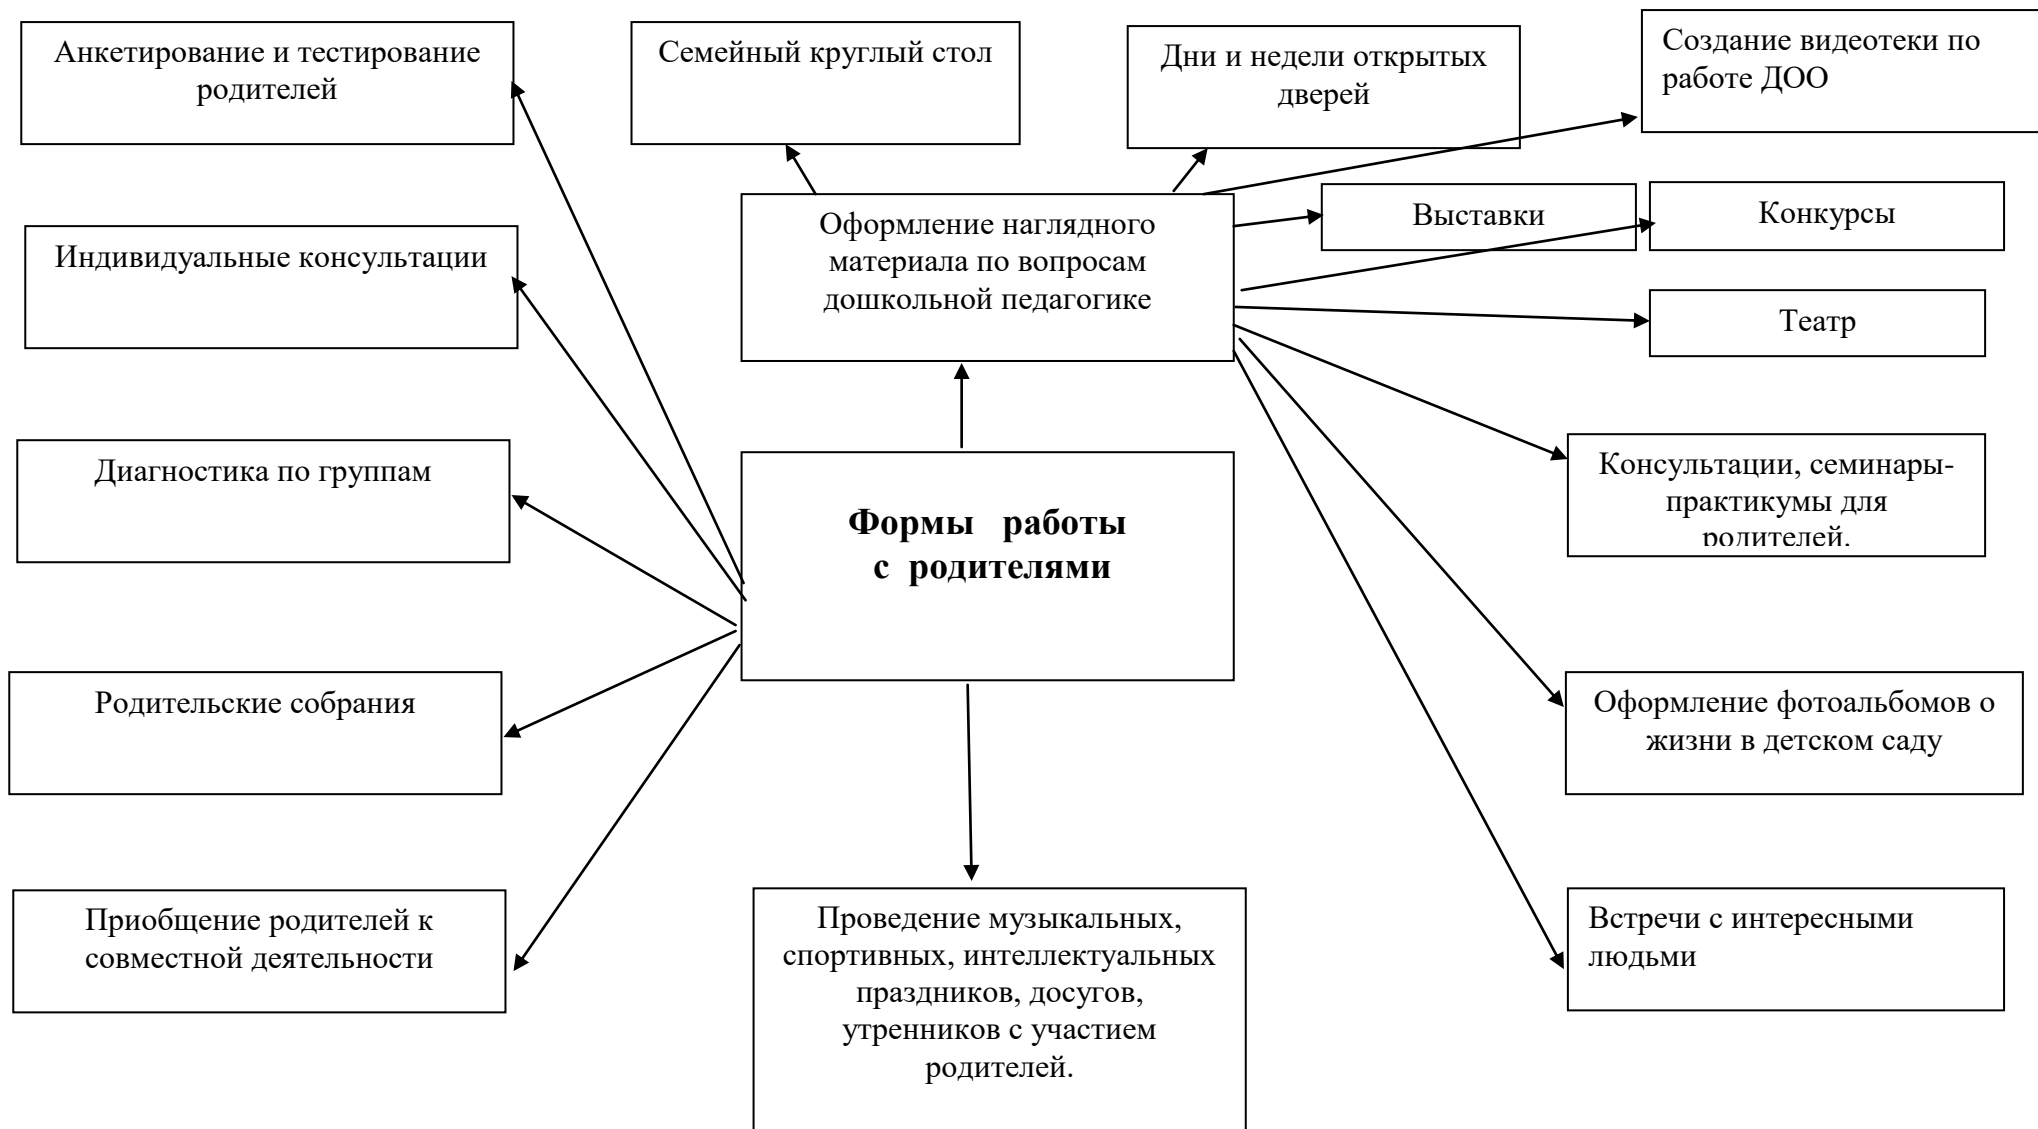 Анкетирование и тестирование
родителей
Семейный круглый стол
Дни и недели открытых
дверей
Создание видеотеки по
работе ДОО
Индивидуальные консультации
Оформление наглядного
материала по вопросам
дошкольной педагогике
Выставки
Конкурсы
Театр
Диагностика по группам
Формы работы
с родителями
Консультации, семинары-
практикумы для
родителей.
Родительские собрания
Оформление фотоальбомов о
жизни в детском саду
Приобщение родителей к
совместной деятельности
Проведение музыкальных,
спортивных, интеллектуальных
праздников, досугов,
утренников с участием
родителей.
Встречи с интересными
людьми